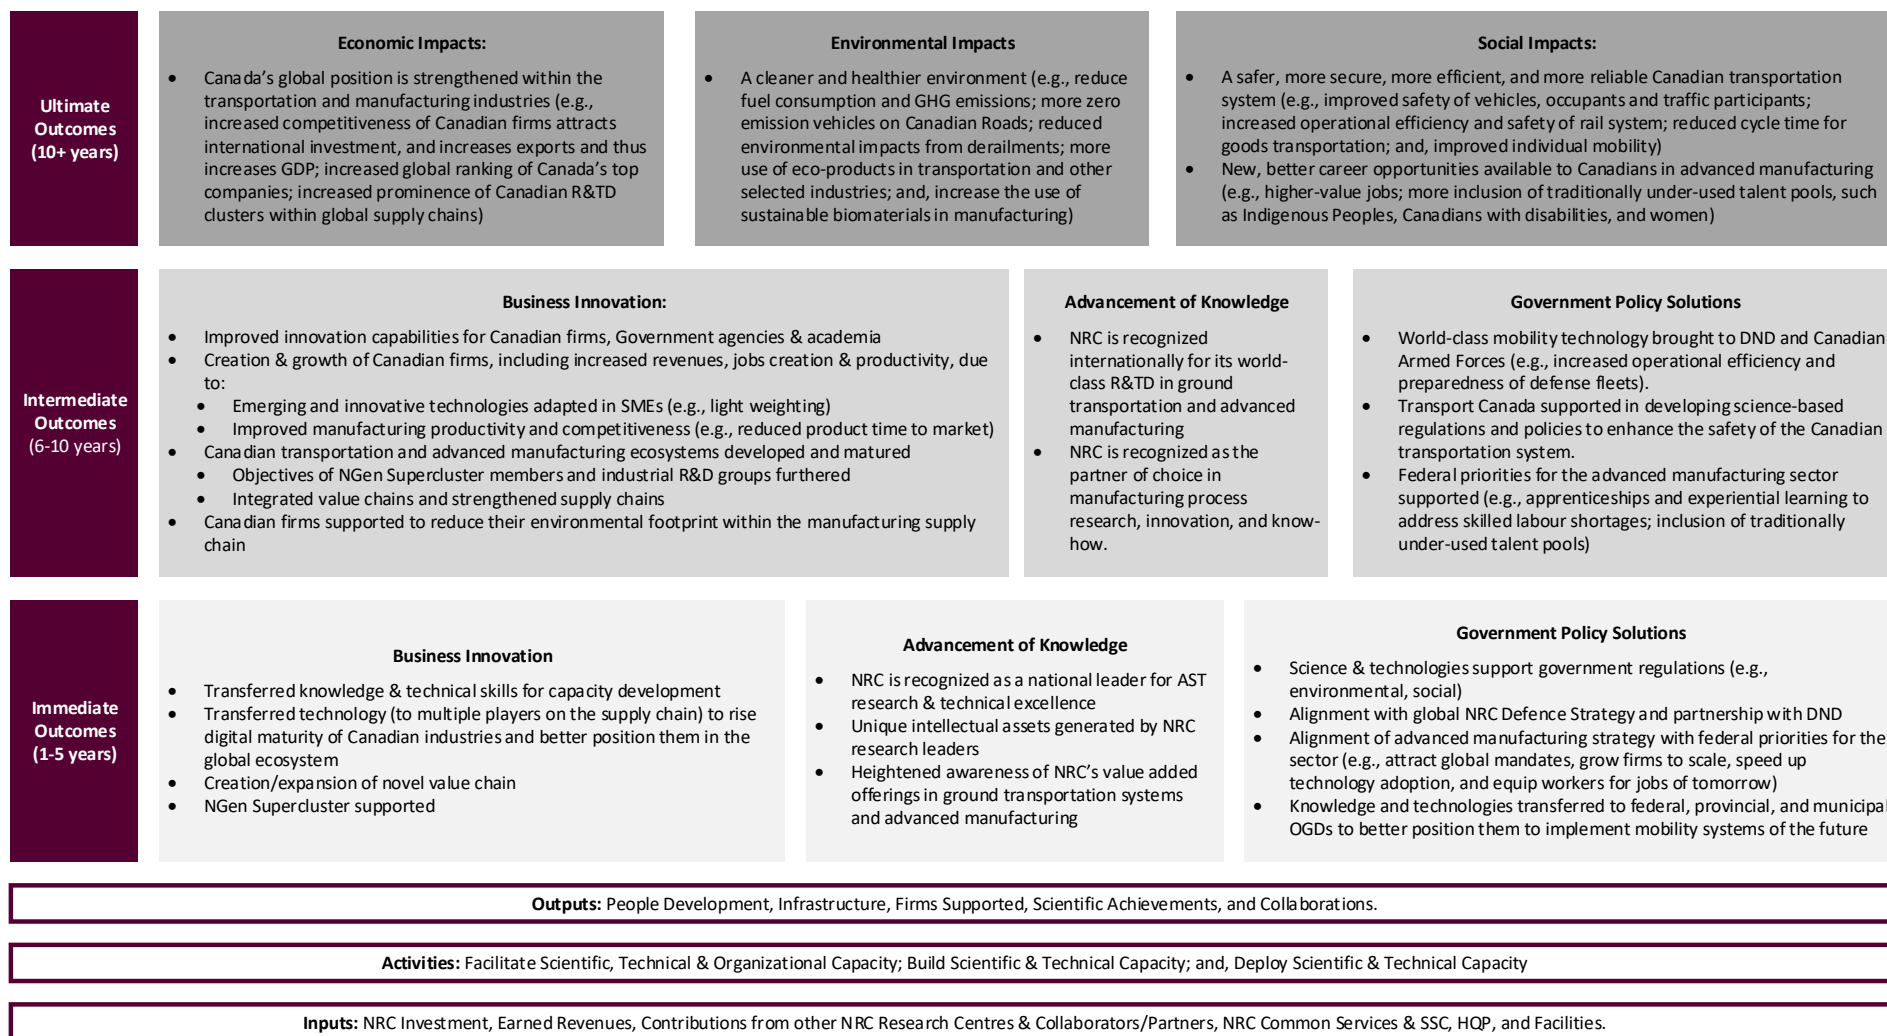 Ultimate
Outcomes
(10+ years)
Economic Impacts:
• Canada's global position is strengthened within the
transportation and manufacturing industries (e.g.,
increased competitiveness of Canadian firms attracts
international investment, and increases exports and thus
increases GDP; increased global ranking of Canada's top
companies; increased prominence of Canadian R&TD
clusters within global supply chains)
Environmental Impacts
• A cleaner and healthier environment (e.g., reduce
fuel consumption and GHG emissions; more zero
emission vehicles on Canadian Roads; reduced
environmental impacts from derailments; more
use of eco-products in transportation and other
selected industries; and, increase the use of
sustainable biomaterials in manufacturing)
Social Impacts:
• A safer, more secure, more efficient, and more reliable Canadian transportation
system (e.g., improved safety of vehicles, occupants and traffic participants;
increased operational efficiency and safety of rail system; reduced cycle time for
goods transportation; and, improved individual mobility)
• New, better career opportunities available to Canadians in advanced manufacturing
(e.g., higher-value jobs; more inclusion of traditionally under-used talent pools, such
as Indigenous Peoples, Canadians with disabilities, and women)
Intermediate
Outcomes
(6-10 years)
Business Innovation:
• Improved innovation capabilities for Canadian firms, Government agencies & academia
• Creation & growth of Canadian firms, including increased revenues, jobs creation & productivity, due
to:
• Emerging and innovative technologies adapted in SMEs (e.g., light weighting)
• Improved manufacturing productivity and competitiveness (e.g., reduced product time to market)
• Canadian transportation and advanced manufacturing ecosystems developed and matured
• Objectives of NGen Supercluster members and industrial R&D groups furthered
• Integrated value chains and strengthened supply chains
• Canadian firms supported to reduce their environmental footprint within the manufacturing supply
chain
Advancement of Knowledge
• NRC is recognized
internationally for its world-
class R&TD in ground
transportation and advanced
manufacturing
• NRC is recognized as the
partner of choice in
manufacturing process
research, innovation, and know-
how.
Government Policy Solutions
• World-class mobility technology brought to DND and Canadian
Armed Forces (e.g., increased operational efficiency and
preparedness of defense fleets).
• Transport Canada supported in developing science-based
regulations and policies to enhance the safety of the Canadian
transportation system.
• Federal priorities for the advanced manufacturing sector
supported (e.g., apprenticeships and experiential learning to
address skilled labour shortages; inclusion of traditionally
under-used talent pools)
Immediate
Outcomes
(1-5 years)
Business Innovation
• Transferred knowledge & technical skills for capacity development
• Transferred technology (to multiple players on the supply chain) to rise
digital maturity of Canadian industries and better position them in the
global ecosystem
• Creation/expansion of novel value chain
• NGen Supercluster supported
Advancement of Knowledge
• NRC is recognized as a national leader for AST
research & technical excellence
• Unique intellectual assets generated by NRC
research leaders
• Heightened awareness of NRC's value added
offerings in ground transportation systems
and advanced manufacturing
Government Policy Solutions
• Science & technologies support government regulations (e.g.,
environmental, social)
• Alignment with global NRC Defence Strategy and partnership with DND
• Alignment of advanced manufacturing strategy with federal priorities for the
sector (e.g., attract global mandates, grow firms to scale, speed up
technology adoption, and equip workers for jobs of tomorrow)
• Knowledge and technologies transferred to federal, provincial, and municipal
OGDs to better position them to implement mobility systems of the future
Outputs: People Development, Infrastructure, Firms Supported, Scientific Achievements, and Collaborations.
Activities: Facilitate Scientific, Technical & Organizational Capacity; Build Scientific & Technical Capacity; and, Deploy Scientific & Technical Capacity
Inputs: NRC Investment, Earned Revenues, Contributions from other NRC Research Centres & Collaborators/Partners, NRC Common Services & SSC, HQP, and Facilities.